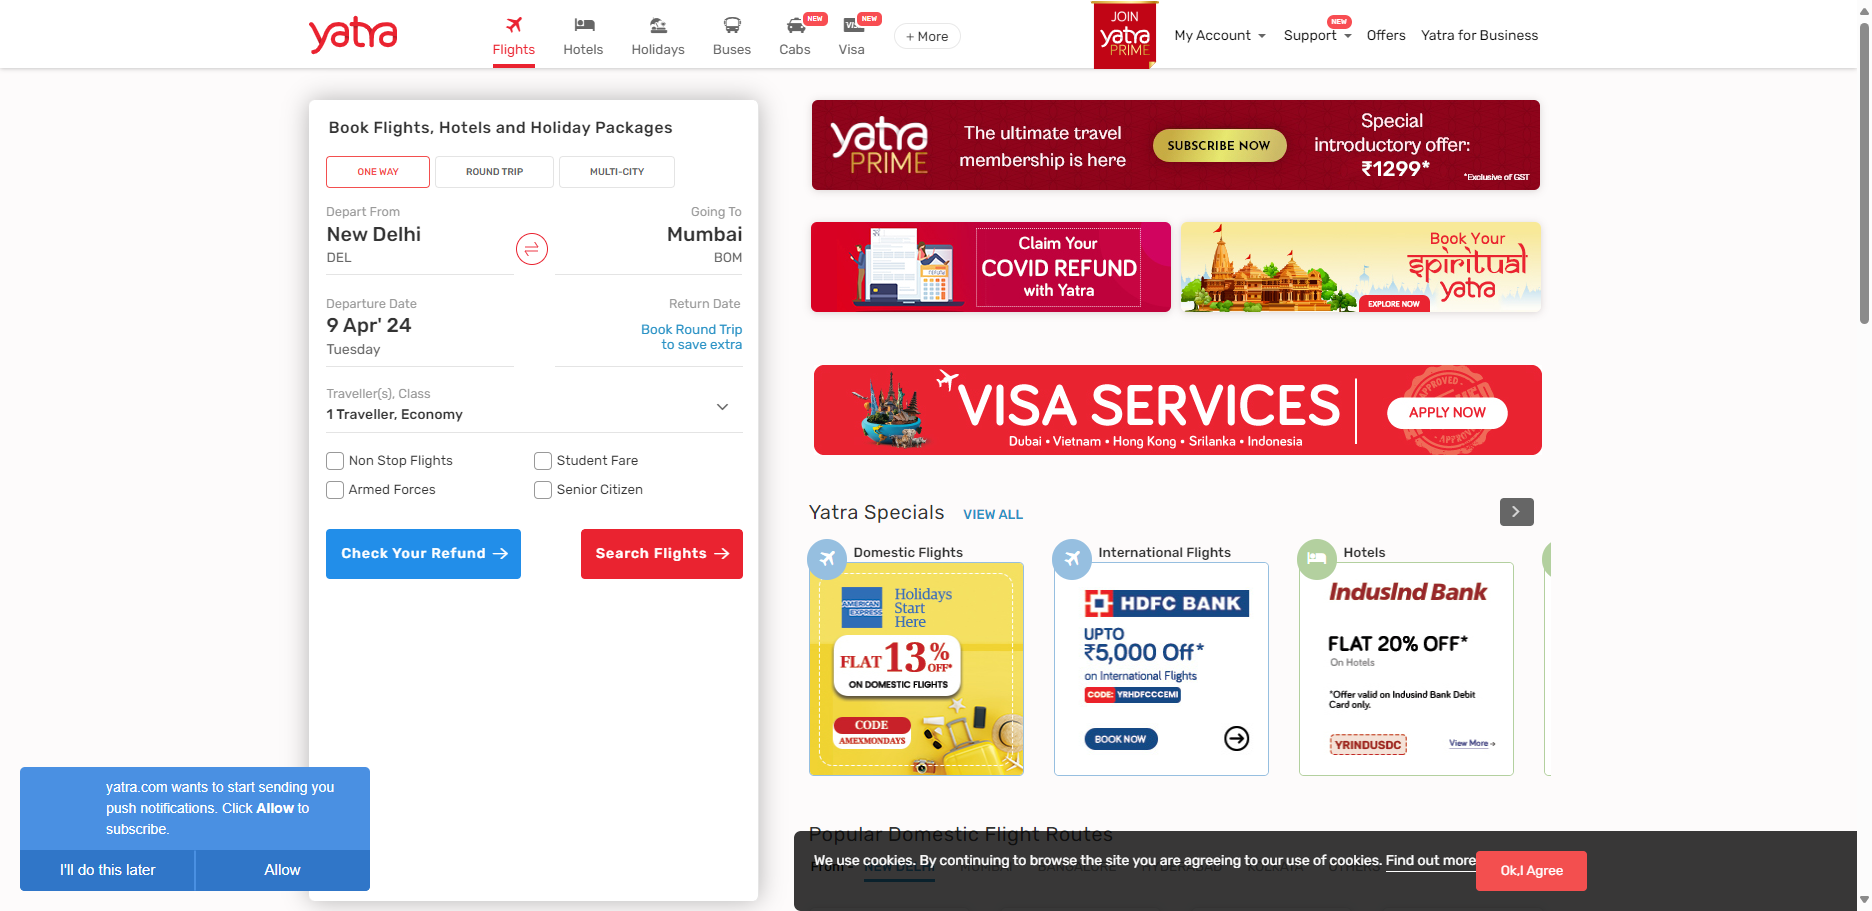 yatra
Flights
Hotels
Holidays
Buses
NEW
Cabs
NEW
Visa
+ More
JOIN
yatra
PRIME
My Account
NEW
Support
Offers
Yatra for Business
Book Flights, Hotels and Holiday Packages
ONE WAY
ROUND TRIP
MULTI-CITY
Depart From
New Delhi
DEL
Going To
Mumbai
BOM
Departure Date
9 Apr' 24
Tuesday
Return Date
Book Round Trip
to save extra
Traveller(s), Class
1 Traveller, Economy
Non Stop Flights
Student Fare
Armed Forces
Senior Citizen
Check Your Refund
Search Flights
yatra
PRIME
The ultimate travel
membership is here
SUBSCRIBE NOW
Special
introductory offer:
₹1299*
*Exclusive of GST
Claim Your
COVID REFUND
with Yatra
Book Your
spiritual
yatra
EXPLORE NOW
VISA SERVICES
Dubai • Vietnam • Hong Kong • Srilanka • Indonesia
APPROVED
APPLY NOW
Yatra Specials
VIEW ALL
Domestic Flights
AMERICAN
EXPRESS
Holidays
Start
Here
FLAT 13% OFF*
ON DOMESTIC FLIGHTS
CODE
AMEXMONDAYS
International Flights
HDFC BANK
UPTO
₹5,000 Off*
on International Flights
CODE: YRHDFCCCEMI
BOOK NOW
Hotels
IndusInd Bank
FLAT 20% OFF*
On Hotels
*Offer valid on Indusind Bank Debit
Card only.
YRINDUSDC
View More
Popular Domestic Flight Routes
From
NEW DELHI
MUMBAI
BANGALORE
HYDERABAD
KOLKATA
OTHERS
We use cookies. By continuing to browse the site you are agreeing to our use of cookies. Find out more
Ok,I Agree
yatra.com wants to start sending you
push notifications. Click Allow to
subscribe.
I'll do this later
Allow